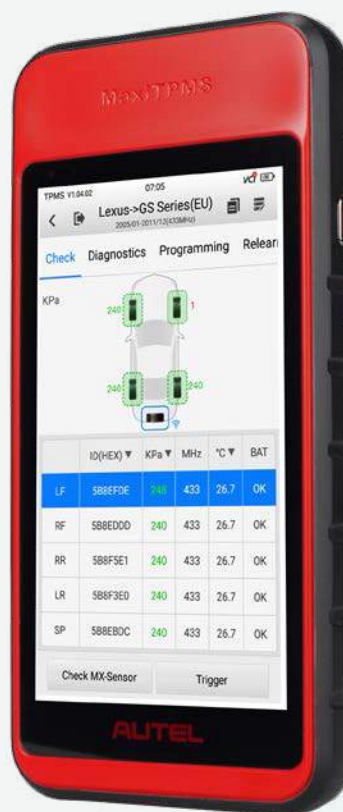 MaxiTPMS
TPMS V1.04.02 07:05 VCI
Lexus->GS Series(EU)
2005/01-2011/12(433MHz)
Check Diagnostics Programming Relearn
KPa
240 1
240 240
ID(HEX) ▼ KPa ▼ MHz °C ▼ BAT
LF 5B8EFDE 240 433 26.7 OK
RF 5B8EDDD 240 433 26.7 OK
RR 5B8F5E1 240 433 26.7 OK
LR 5B8F3E0 240 433 26.7 OK
SP 5B8EBDC 240 433 26.7 OK
Check MX-Sensor Trigger
AUTEL